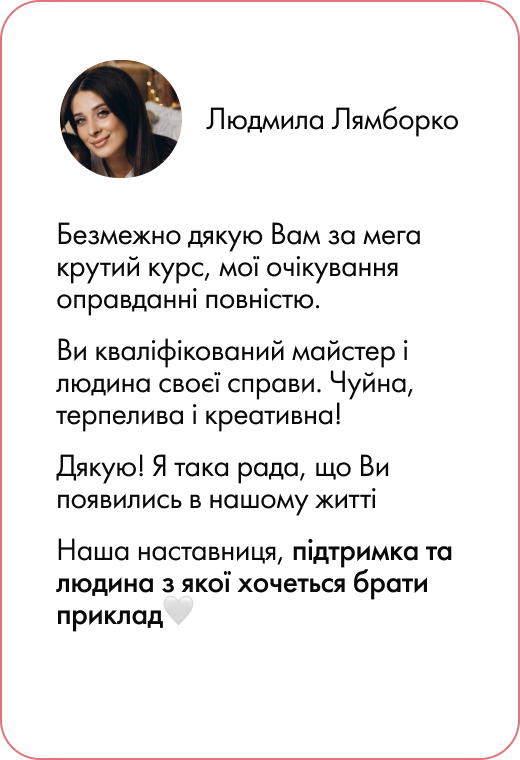 Людмила Лямборко
Безмежно дякую Вам за мега
крутий курс, мої очікування
оправданні повністю.
Ви кваліфікований майстер і
людина своєї справи. Чуйна,
терпелива і креативна!
Дякую! Я така рада, що Ви
появились в нашому житті
Наша наставниця, підтримка та
людина з якої хочеться брати
приклад🤍